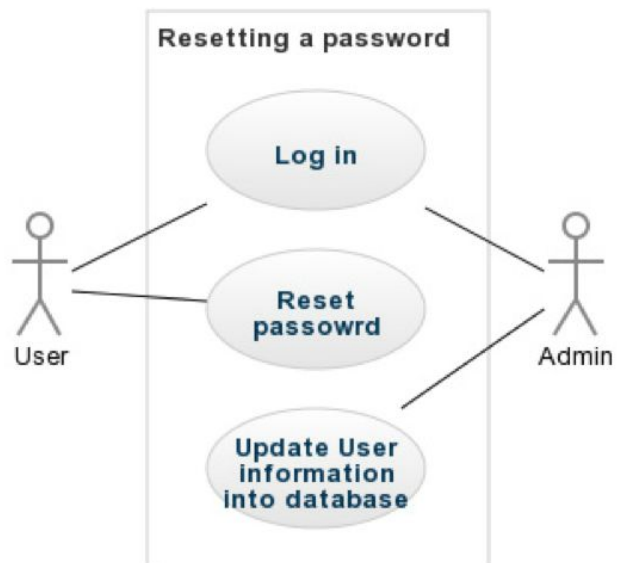 Resetting a password
Log in
Reset
passowrd
User
Admin
Update User
information
into database